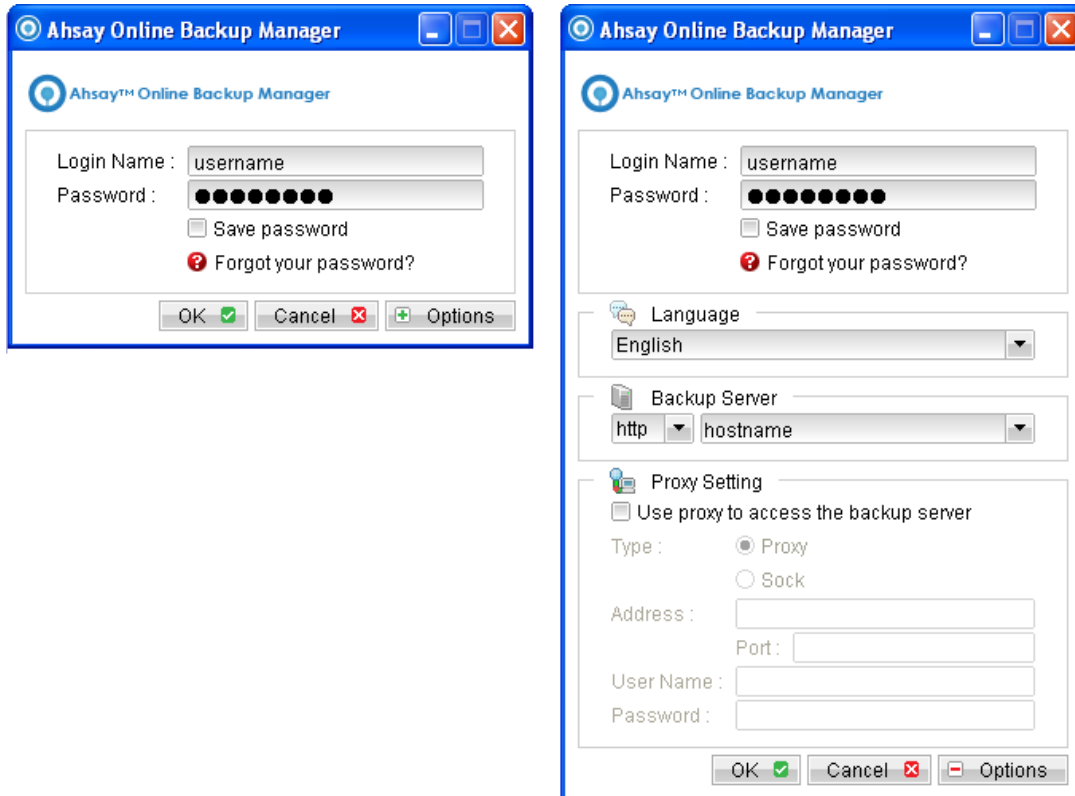 Ahsay Online Backup Manager
Ahsay™ Online Backup Manager
Login Name : username
Password : ●●●●●●●●
Save password
Forgot your password?
OK Cancel Options
Ahsay Online Backup Manager
Ahsay™ Online Backup Manager
Login Name : username
Password : ●●●●●●●●
Save password
Forgot your password?
Language
English
Backup Server
http hostname
Proxy Setting
Use proxy to access the backup server
Type : Proxy
Sock
Address :
Port :
User Name :
Password :
OK Cancel Options